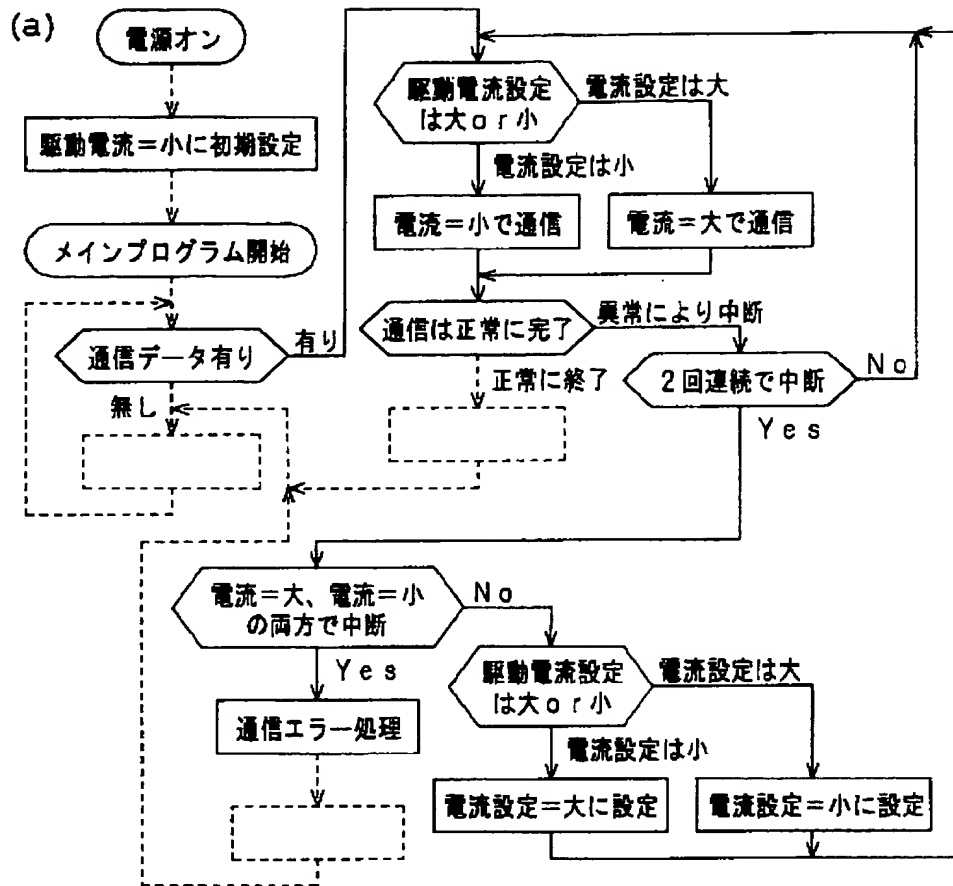 (a)
電源オン
駆動電流＝小に初期設定
メインプログラム開始
通信データ有り
有り
無し
駆動電流設定
は大ｏｒ小
電流設定は大
電流設定は小
電流＝小で通信
電流＝大で通信
通信は正常に完了
異常により中断
正常に終了
２回連続で中断
Ｎｏ
Ｙｅｓ
電流＝大、電流＝小
の両方で中断
Ｎｏ
Ｙｅｓ
通信エラー処理
駆動電流設定
は大ｏｒ小
電流設定は大
電流設定は小
電流設定＝大に設定
電流設定＝小に設定